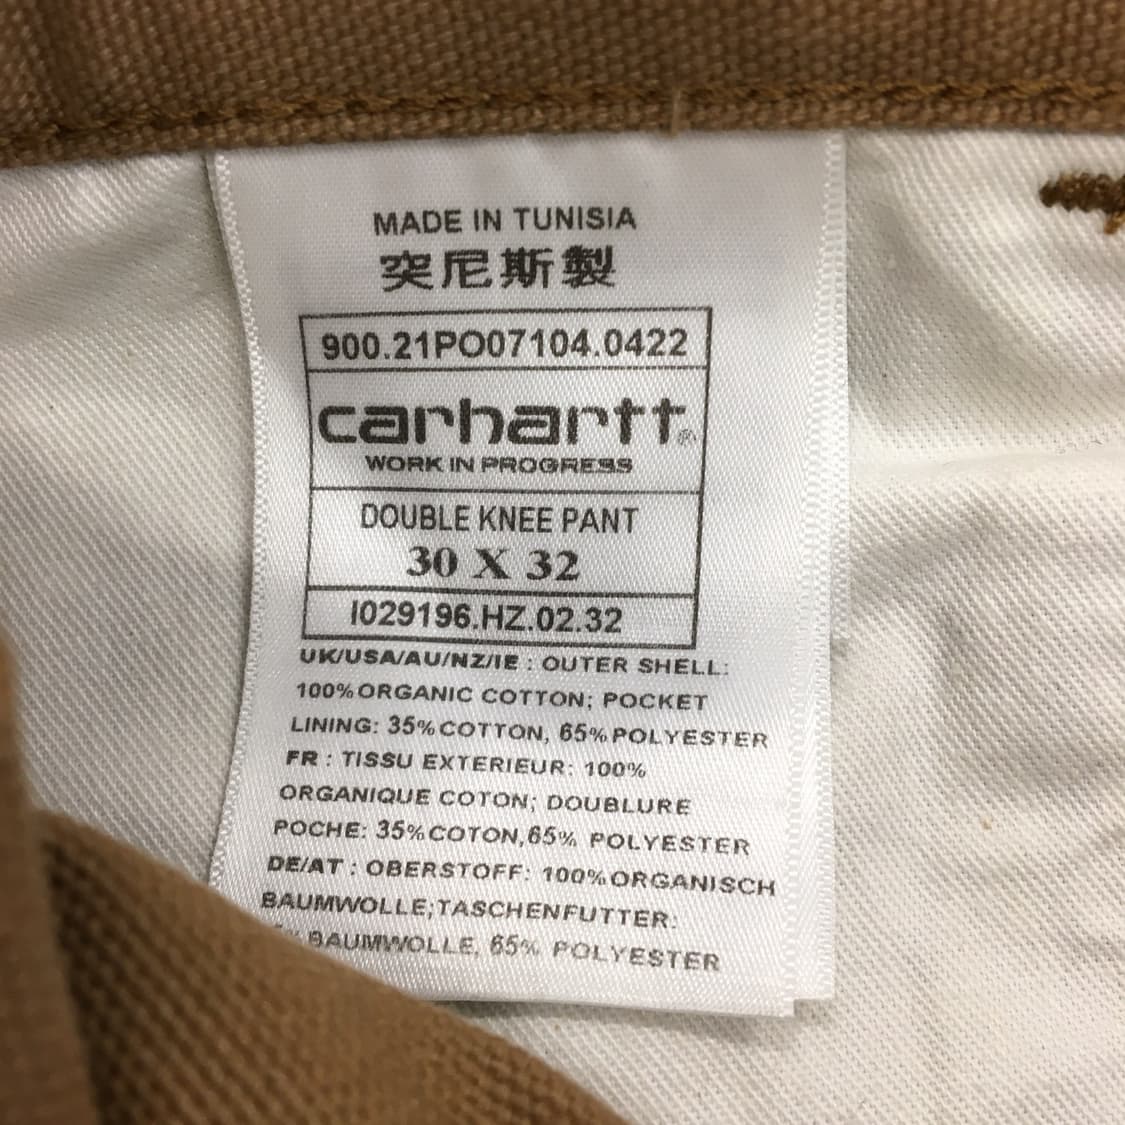 MADE IN TUNISIA
突尼斯製
900.21PO07104.0422
carhartt®
WORK IN PROGRESS
DOUBLE KNEE PANT
30 X 32
I029196.HZ.02.32
UK/USA/AU/NZ/IE : OUTER SHELL:
100% ORGANIC COTTON; POCKET
LINING: 35% COTTON, 65% POLYESTER
FR : TISSU EXTERIEUR: 100%
ORGANIQUE COTON; DOUBLURE
POCHE: 35% COTON,65% POLYESTER
DE/AT : OBERSTOFF: 100% ORGANISCH
BAUMWOLLE;TASCHENFUTTER:
% BAUMWOLLE, 65% POLYESTER